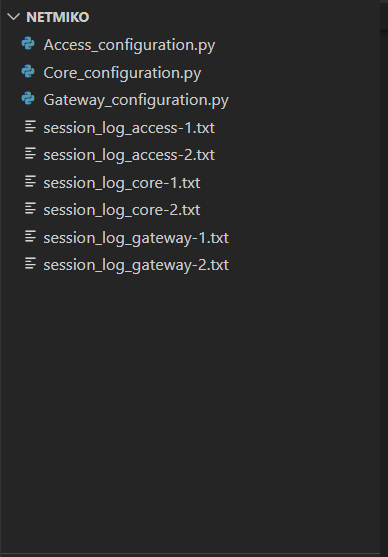 NETMIKO
Access_configuration.py
Core_configuration.py
Gateway_configuration.py
session_log_access-1.txt
session_log_access-2.txt
session_log_core-1.txt
session_log_core-2.txt
session_log_gateway-1.txt
session_log_gateway-2.txt